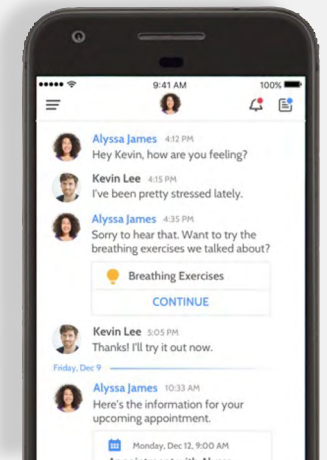 9:41 AM
100%
Alyssa James 4:12 PM
Hey Kevin, how are you feeling?
Kevin Lee 4:15 PM
I've been pretty stressed lately.
Alyssa James 4:35 PM
Sorry to hear that. Want to try the
breathing exercises we talked about?
Breathing Exercises
CONTINUE
Kevin Lee 5:05 PM
Thanks! I'll try it out now.
Friday, Dec 9
Alyssa James 10:33 AM
Here's the information for your
upcoming appointment.
Monday, Dec 12, 9:00 AM